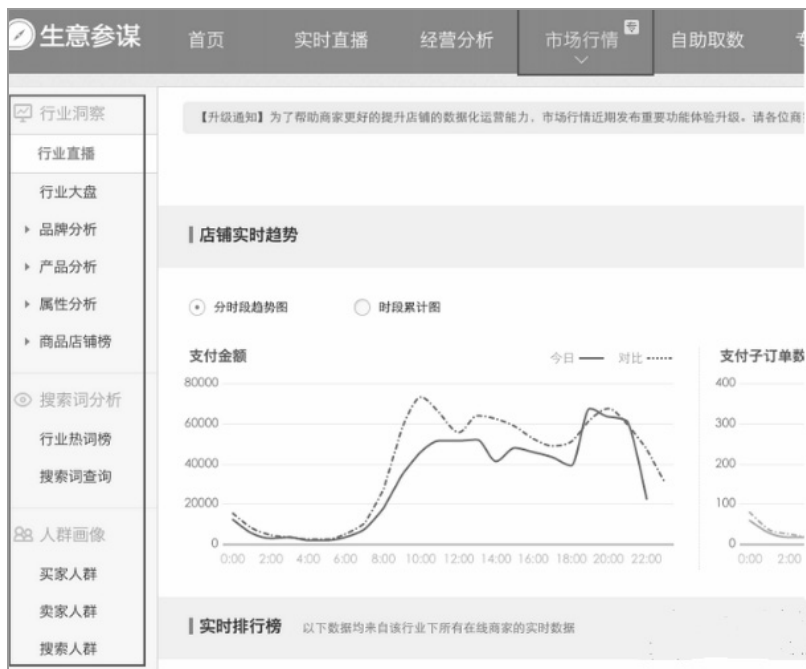 生意参谋 首页 实时直播 经营分析 市场行情 专 自助取数
行业洞察
行业直播
行业大盘
品牌分析
产品分析
属性分析
商品店铺榜
搜索词分析
行业热词榜
搜索词查询
人群画像
买家人群
卖家人群
搜索人群
【升级通知】为了帮助商家更好的提升店铺的数据化运营能力，市场行情近期发布重要功能体验升级。请各位商
店铺实时趋势
分时段趋势图 时段累计图
支付金额 今日 对比
80000
60000
40000
20000
0
0:00 2:00 4:00 6:00 8:00 10:00 12:00 14:00 16:00 18:00 20:00 22:00
支付子订单数
400
300
200
100
0
0:00 2:00
实时排行榜 以下数据均来自该行业下所有在线商家的实时数据